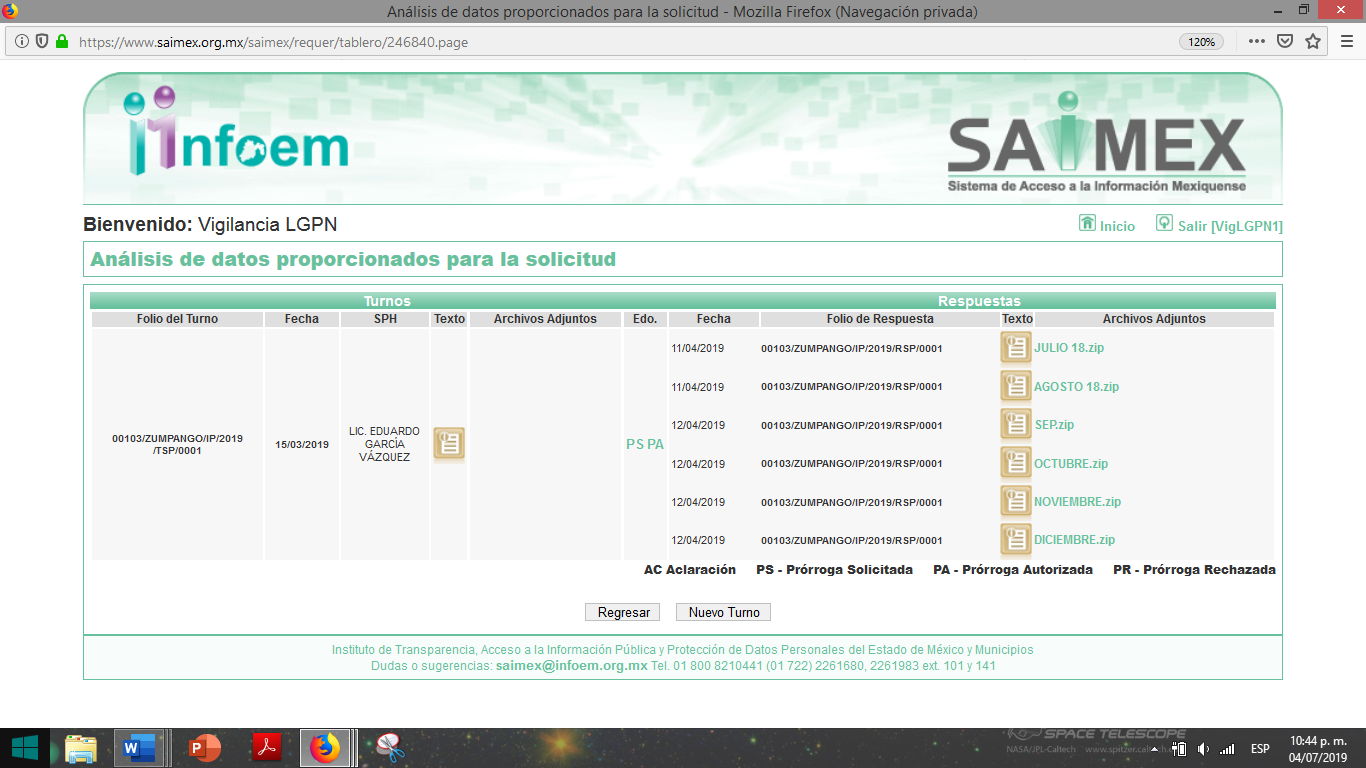 Análisis de datos proporcionados para la solicitud - Mozilla Firefox (Navegación privada)
https://www.saimex.org.mx/saimex/requer/tablero/246840.page
120%
infoem
SAIMEX
Sistema de Acceso a la Información Mexiquense
Bienvenido: Vigilancia LGPN
Inicio
Salir [VigLGPN1]
Análisis de datos proporcionados para la solicitud
Turnos
Respuestas
Folio del Turno
Fecha
SPH
Texto
Archivos Adjuntos
Edo.
Fecha
Folio de Respuesta
Texto
Archivos Adjuntos
00103/ZUMPANGO/IP/2019
/TSP/0001
15/03/2019
LIC. EDUARDO
GARCÍA
VÁZQUEZ
PS PA
11/04/2019 00103/ZUMPANGO/IP/2019/RSP/0001 JULIO 18.zip
11/04/2019 00103/ZUMPANGO/IP/2019/RSP/0001 AGOSTO 18.zip
12/04/2019 00103/ZUMPANGO/IP/2019/RSP/0001 SEP.zip
12/04/2019 00103/ZUMPANGO/IP/2019/RSP/0001 OCTUBRE.zip
12/04/2019 00103/ZUMPANGO/IP/2019/RSP/0001 NOVIEMBRE.zip
12/04/2019 00103/ZUMPANGO/IP/2019/RSP/0001 DICIEMBRE.zip
AC Aclaración PS - Prórroga Solicitada PA - Prórroga Autorizada PR - Prórroga Rechazada
Regresar
Nuevo Turno
Instituto de Transparencia, Acceso a la Información Pública y Protección de Datos Personales del Estado de México y Municipios
Dudas o sugerencias: saimex@infoem.org.mx Tel. 01 800 8210441 (01 722) 2261680, 2261983 ext. 101 y 141
SPACE TELESCOPE
NASA/JPL-Caltech
ESP
10:44 p. m.
04/07/2019